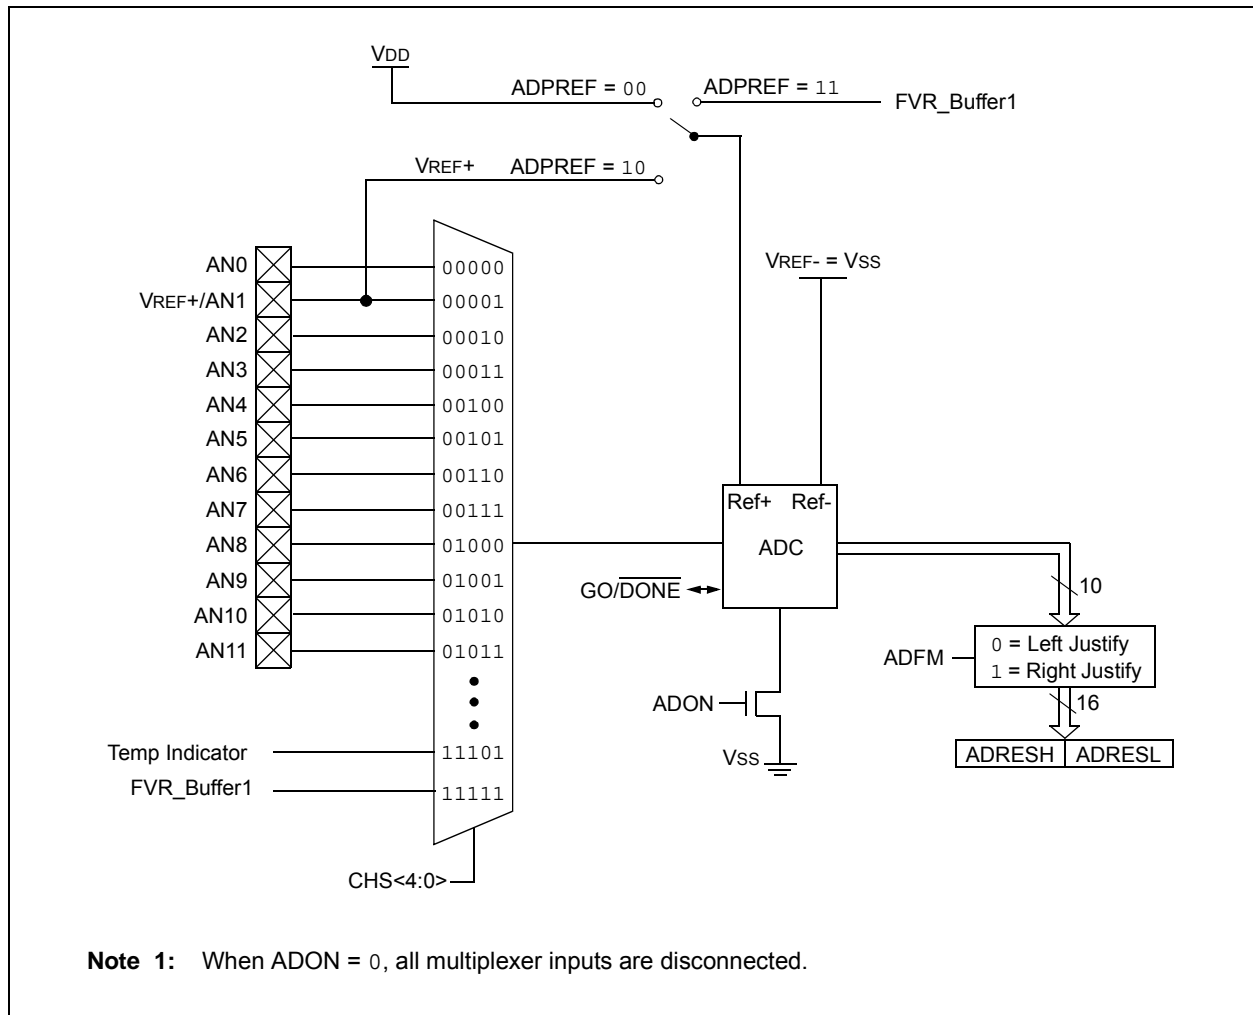 VDD
ADPREF = 00
ADPREF = 11
FVR_Buffer1
VREF+ ADPREF = 10
AN0
00000
VREF+/AN1
00001
AN2
00010
AN3
00011
AN4
00100
AN5
00101
AN6
00110
AN7
00111
AN8
01000
AN9
01001
AN10
01010
AN11
01011
Temp Indicator
11101
FVR_Buffer1
11111
CHS<4:0>
VREF- = VSS
Ref+ Ref-
ADC
GO/DONE
ADON
VSS
10
ADFM
0 = Left Justify
1 = Right Justify
16
ADRESH ADRESL
Note 1: When ADON = 0, all multiplexer inputs are disconnected.